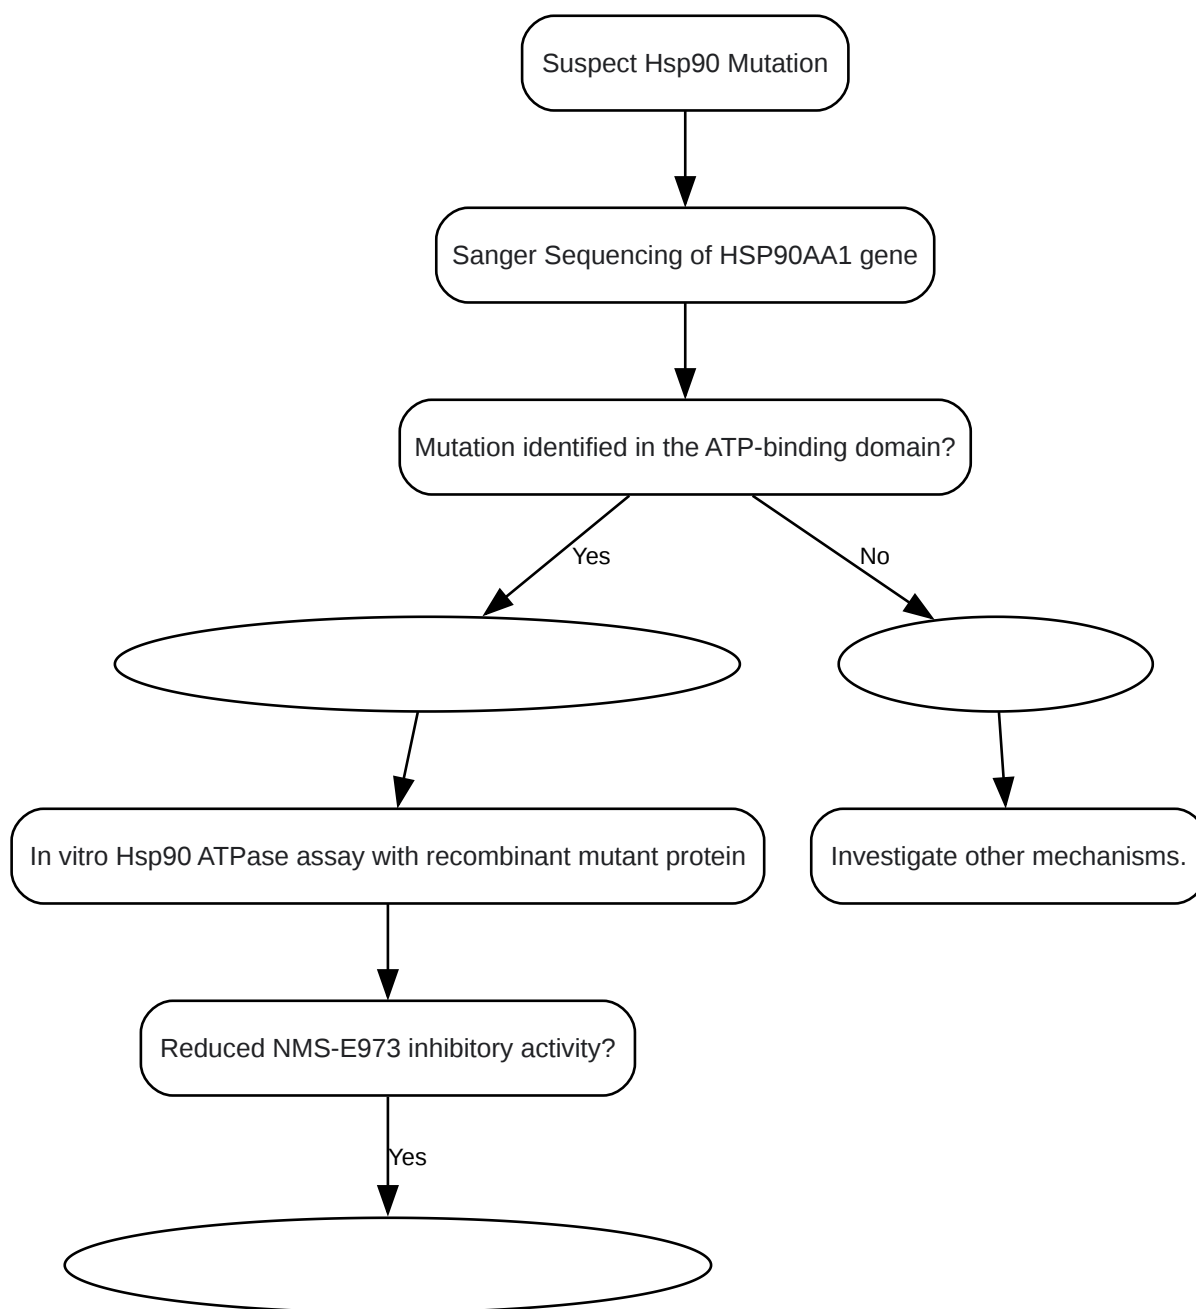 Suspect Hsp90 Mutation
Sanger Sequencing of HSP90AA1 gene
Mutation identified in the ATP-binding domain?
Yes
No
In vitro Hsp90 ATPase assay with recombinant mutant protein
Investigate other mechanisms.
Reduced NMS-E973 inhibitory activity?
Yes